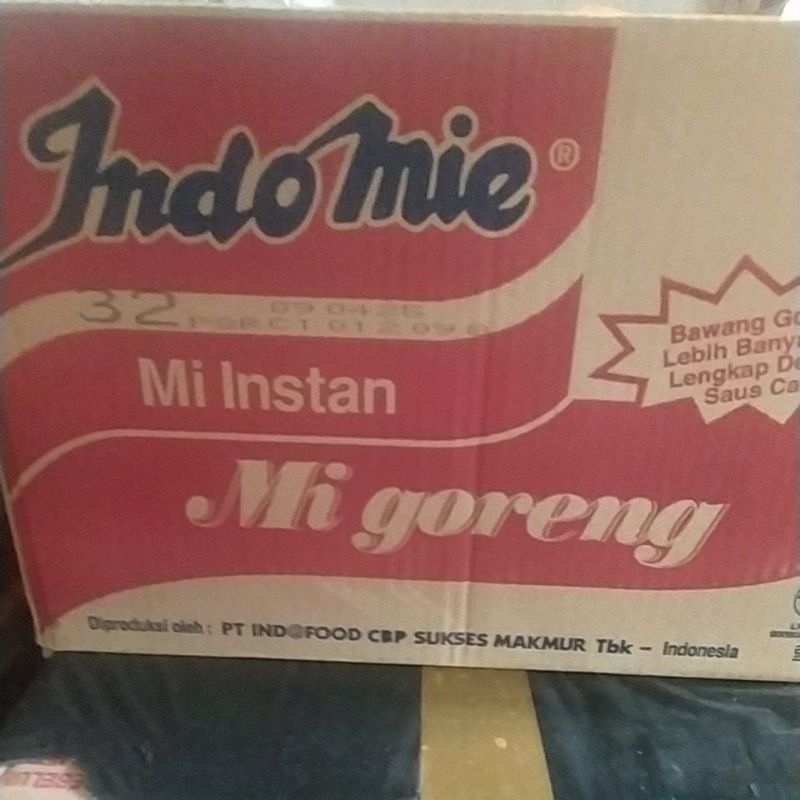 Indomie®
32
Mi Instan
Mi goreng
Bawang
Lebih
Lengkap
Saus
Diproduksi oleh : PT INDOFOOD CBP SUKSES MAKMUR Tbk – Indonesia